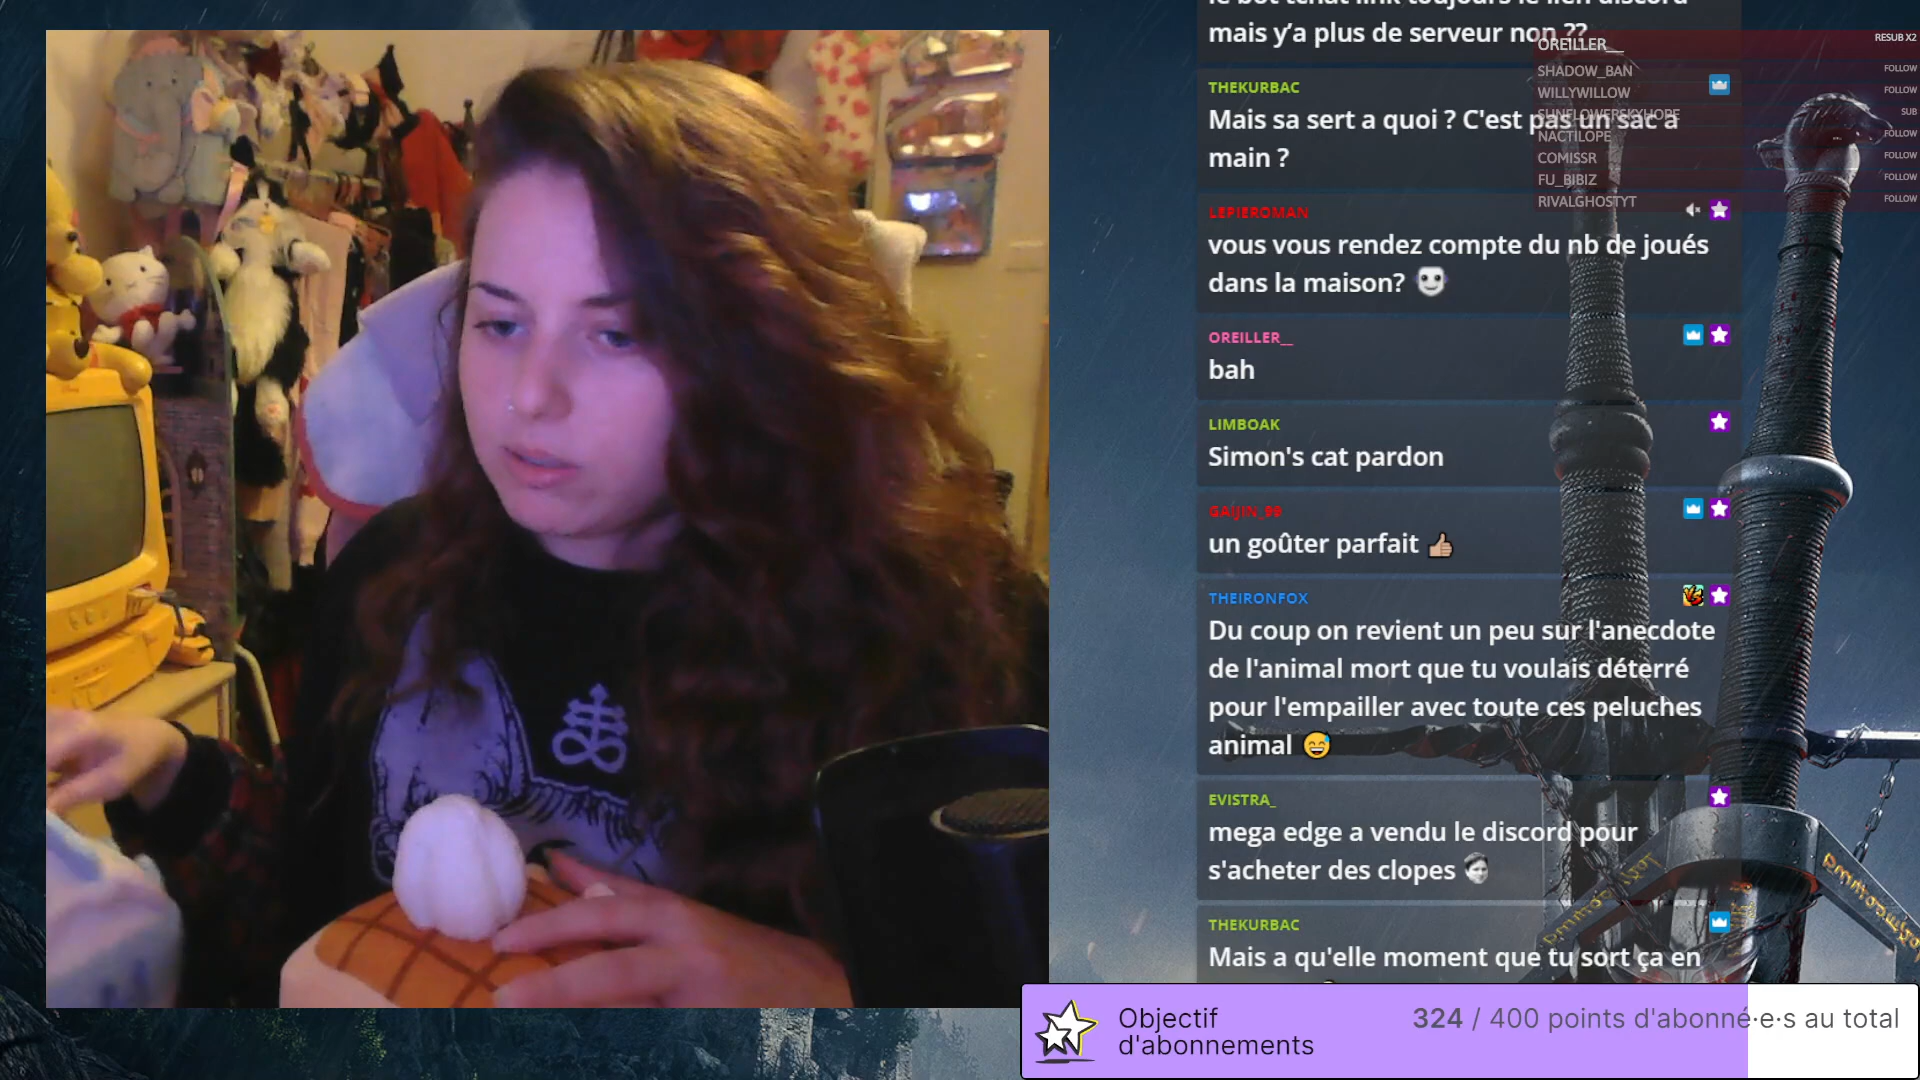 mais y'a plus de serveur non ??
OREILLER__ RESUB X2
SHADOW_BAN FOLLOW
WILLYWILLOW FOLLOW
SUNFLOWERSKYHOPE SUB
NACTILOPE FOLLOW
COMISSR FOLLOW
FU_BIBIZ FOLLOW
RIVALGHOSTYT FOLLOW
THEKURBAC
Mais sa sert a quoi ? C'est pas un sac a
main ?
LEPIEROMAN
vous vous rendez compte du nb de joués
dans la maison?
OREILLER__
bah
LIMBOAK
Simon's cat pardon
GAIJIN_99
un goûter parfait 👍
THEIRONFOX
Du coup on revient un peu sur l'anecdote
de l'animal mort que tu voulais déterré
pour l'empailler avec toute ces peluches
animal 😅
EVISTRA_
mega edge a vendu le discord pour
s'acheter des clopes
THEKURBAC
Mais a qu'elle moment que tu sort ça en
Objectif
d'abonnements
324 / 400 points d'abonné·e·s au total